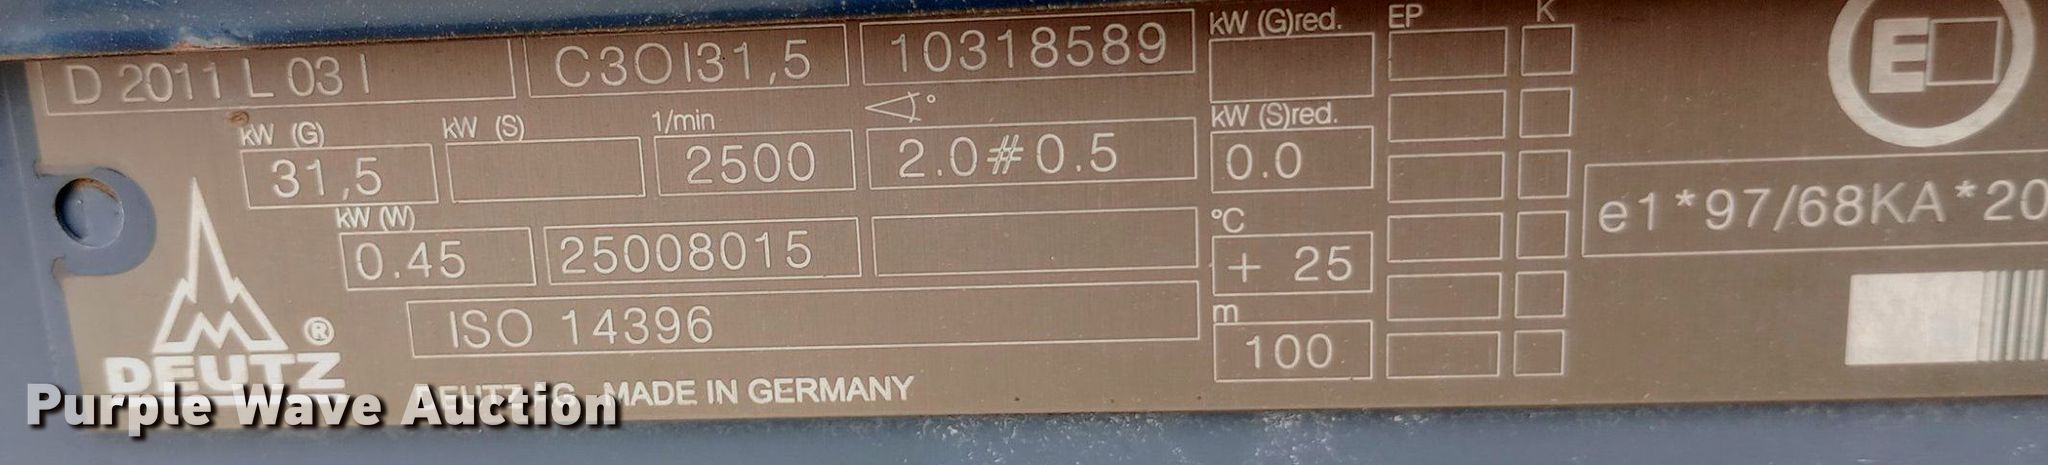 D 2011 L 03 I C3OI31,5 10318589 kW (G)red. EP K
kW (G) kW (S) 1/min ° kW (S)red.
31,5 2500 2.0#0.5 0.0
kW (W) °C
0.45 25008015 + 25
e1*97/68KA*20
ISO 14396 m
100
® DEUTZ
DEUTZ AG MADE IN GERMANY
E
Purple Wave Auction